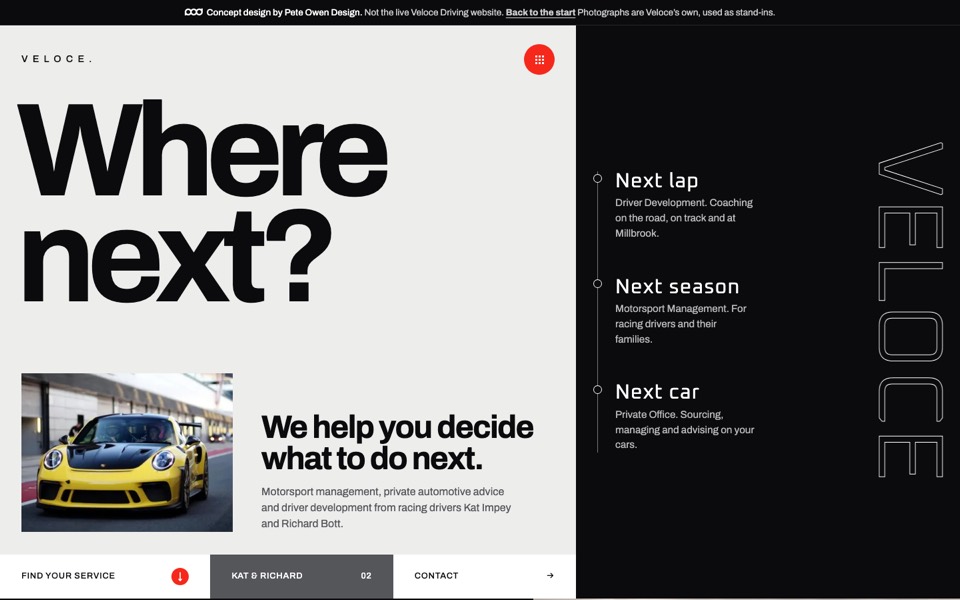 Concept design by Pete Owen Design. Not the live Veloce Driving website. Back to the start Photographs are Veloce's own, used as stand-ins.
VELOCE.
Where
next?
We help you decide
what to do next.
Motorsport management, private automotive advice
and driver development from racing drivers Kat Impey
and Richard Bott.
FIND YOUR SERVICE
KAT & RICHARD 02
CONTACT
Next lap
Driver Development. Coaching
on the road, on track and at
Millbrook.
Next season
Motorsport Management. For
racing drivers and their
families.
Next car
Private Office. Sourcing,
managing and advising on your
cars.
VELOCE